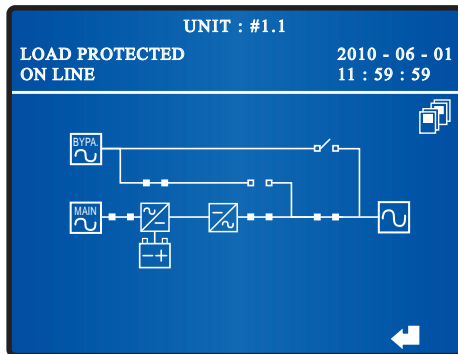 UNIT : #1.1
LOAD PROTECTED
2010 - 06 - 01
ON LINE
11 : 59 : 59
BYPA.
MAIN